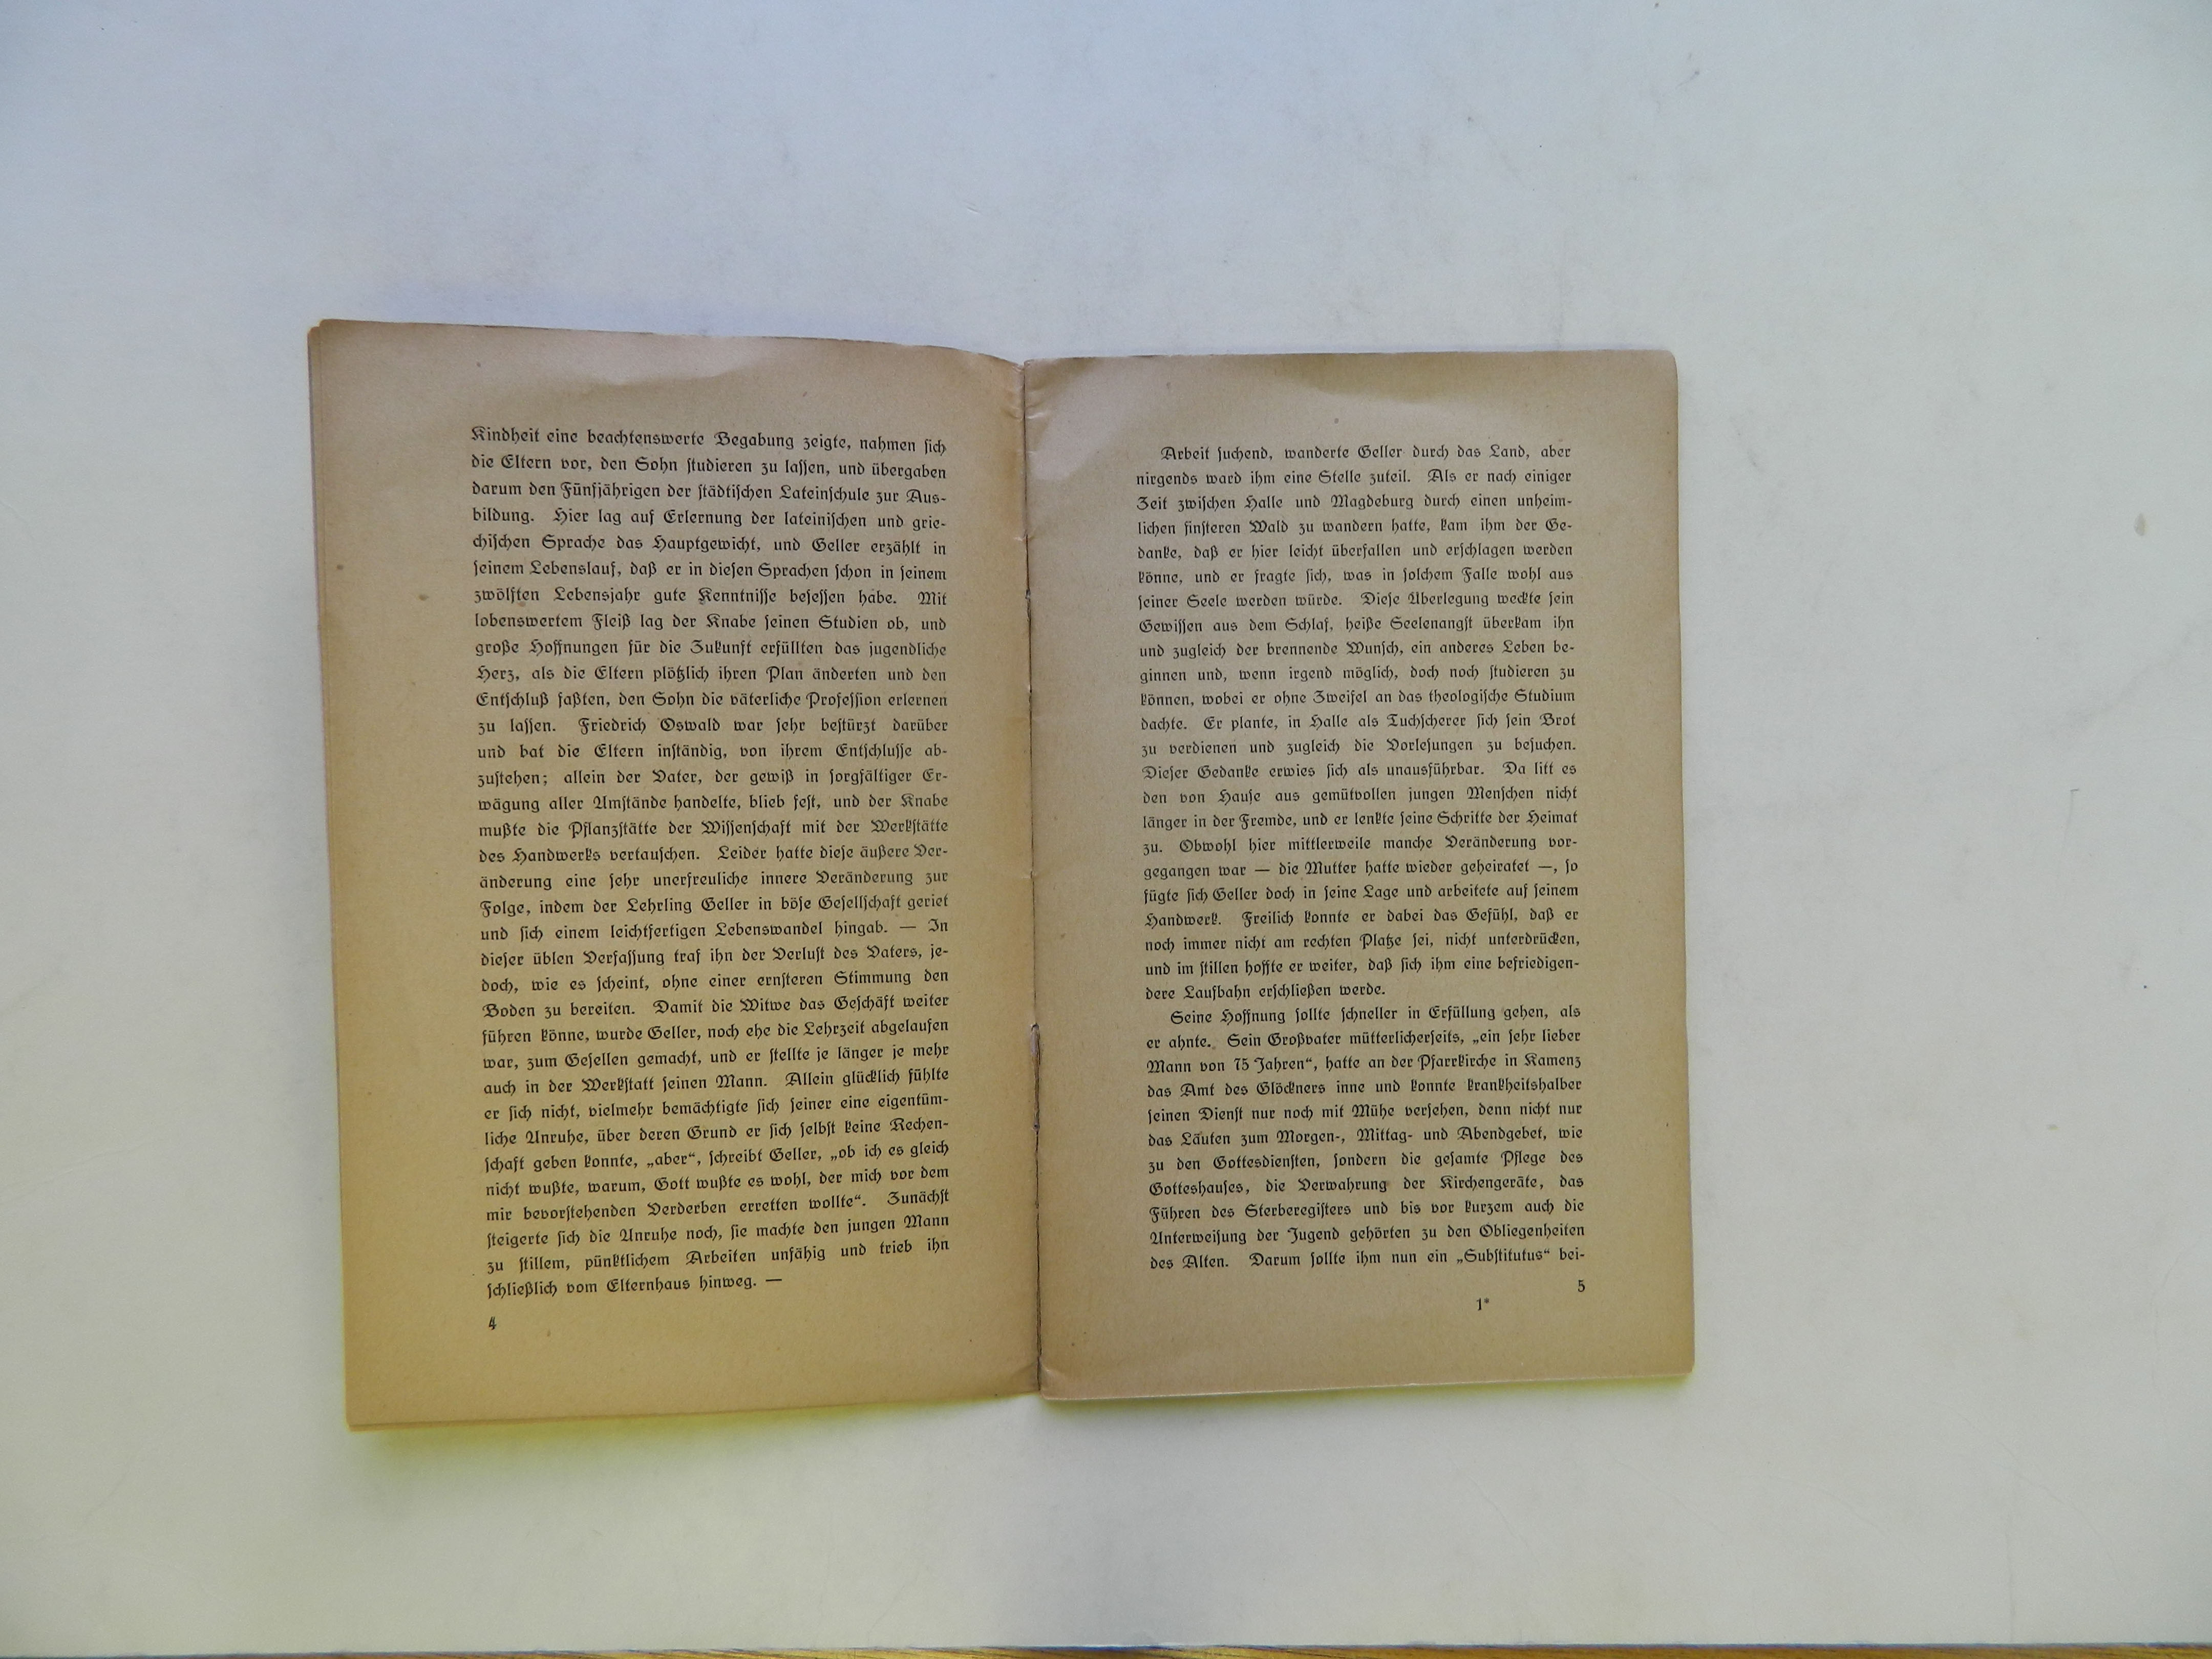 Kindheit eine beachtenswerte Begabung zeigte, nahmen sich
die Eltern vor, den Sohn studieren zu lassen, und übergaben
darum den Fünfjährigen der städtischen Lateinschule zur Aus-
bildung. Hier lag auf Erlernung der lateinischen und grie-
chischen Sprache das Hauptgewicht, und Geller erzählt in
seinem Lebenslauf, daß er in diesen Sprachen schon in seinem
zwölften Lebensjahr gute Kenntnisse besessen habe. Mit
lobenswertem Fleiß lag der Knabe seinen Studien ob, und
große Hoffnungen für die Zukunft erfüllten das jugendliche
Herz, als die Eltern plötzlich ihren Plan änderten und den
Entschluß faßten, den Sohn die väterliche Profession erlernen
zu lassen. Friedrich Oswald war sehr bestürzt darüber
und bat die Eltern inständig, von ihrem Entschlusse ab-
zustehen; allein der Vater, der gewiß in sorgfältiger Er-
wägung aller Umstände handelte, blieb fest, und der Knabe
mußte die Pflanzstätte der Wissenschaft mit der Werkstätte
des Handwerks vertauschen. Leider hatte diese äußere Ver-
änderung eine sehr unerfreuliche innere Veränderung zur
Folge, indem der Lehrling Geller in böse Gesellschaft geriet
und sich einem leichtfertigen Lebenswandel hingab. — In
dieser üblen Verfassung traf ihn der Verlust des Vaters, je-
doch, wie es scheint, ohne einer ernsteren Stimmung den
Boden zu bereiten. Damit die Witwe das Geschäft weiter
führen könne, wurde Geller, noch ehe die Lehrzeit abgelaufen
war, zum Gesellen gemacht, und er stellte je länger je mehr
auch in der Werkstatt seinen Mann. Allein glücklich fühlte
er sich nicht, vielmehr bemächtigte sich seiner eine eigentüm-
liche Unruhe, über deren Grund er sich selbst keine Rechen-
schaft geben konnte, „aber“, schreibt Geller, „ob ich es gleich
nicht wußte, warum, Gott wußte es wohl, der mich vor dem
mir bevorstehenden Verderben erretten wollte“. Zunächst
steigerte sich die Unruhe noch, sie machte den jungen Mann
zu stillem, pünktlichem Arbeiten unfähig und trieb ihn
schließlich vom Elternhaus hinweg. —
4
Arbeit suchend, wanderte Geller durch das Land, aber
nirgends ward ihm eine Stelle zuteil. Als er nach einiger
Zeit zwischen Halle und Magdeburg durch einen unheim-
lichen finsteren Wald zu wandern hatte, kam ihm der Ge-
danke, daß er hier leicht überfallen und erschlagen werden
könne, und er fragte sich, was in solchem Falle wohl aus
seiner Seele werden würde. Diese Überlegung weckte sein
Gewissen aus dem Schlaf, heiße Seelenangst überkam ihn
und zugleich der brennende Wunsch, ein anderes Leben be-
ginnen und, wenn irgend möglich, doch noch studieren zu
können, wobei er ohne Zweifel an das theologische Studium
dachte. Er plante, in Halle als Tuchscherer sich sein Brot
zu verdienen und zugleich die Vorlesungen zu besuchen.
Dieser Gedanke erwies sich als unausführbar. Da litt es
den von Hause aus gemütvollen jungen Menschen nicht
länger in der Fremde, und er lenkte seine Schritte der Heimat
zu. Obwohl hier mittlerweile manche Veränderung vor-
gegangen war — die Mutter hatte wieder geheiratet —, so
fügte sich Geller doch in seine Lage und arbeitete auf seinem
Handwerk. Freilich konnte er dabei das Gefühl, daß er
noch immer nicht am rechten Platze sei, nicht unterdrücken,
und im stillen hoffte er weiter, daß sich ihm eine befriedigen-
dere Laufbahn erschließen werde.
Seine Hoffnung sollte schneller in Erfüllung gehen, als
er ahnte. Sein Großvater mütterlicherseits, „ein sehr lieber
Mann von 75 Jahren“, hatte an der Pfarrkirche in Kamenz
das Amt des Glöckners inne und konnte krankheitshalber
seinen Dienst nur noch mit Mühe versehen, denn nicht nur
das Läuten zum Morgen-, Mittag- und Abendgebet, wie
zu den Gottesdiensten, sondern die gesamte Pflege des
Gotteshauses, die Verwahrung der Kirchengeräte, das
Führen des Sterberegisters und bis vor kurzem auch die
Unterweisung der Jugend gehörten zu den Obliegenheiten
des Alten. Darum sollte ihm nun ein „Substitutus“ bei-
5
1*